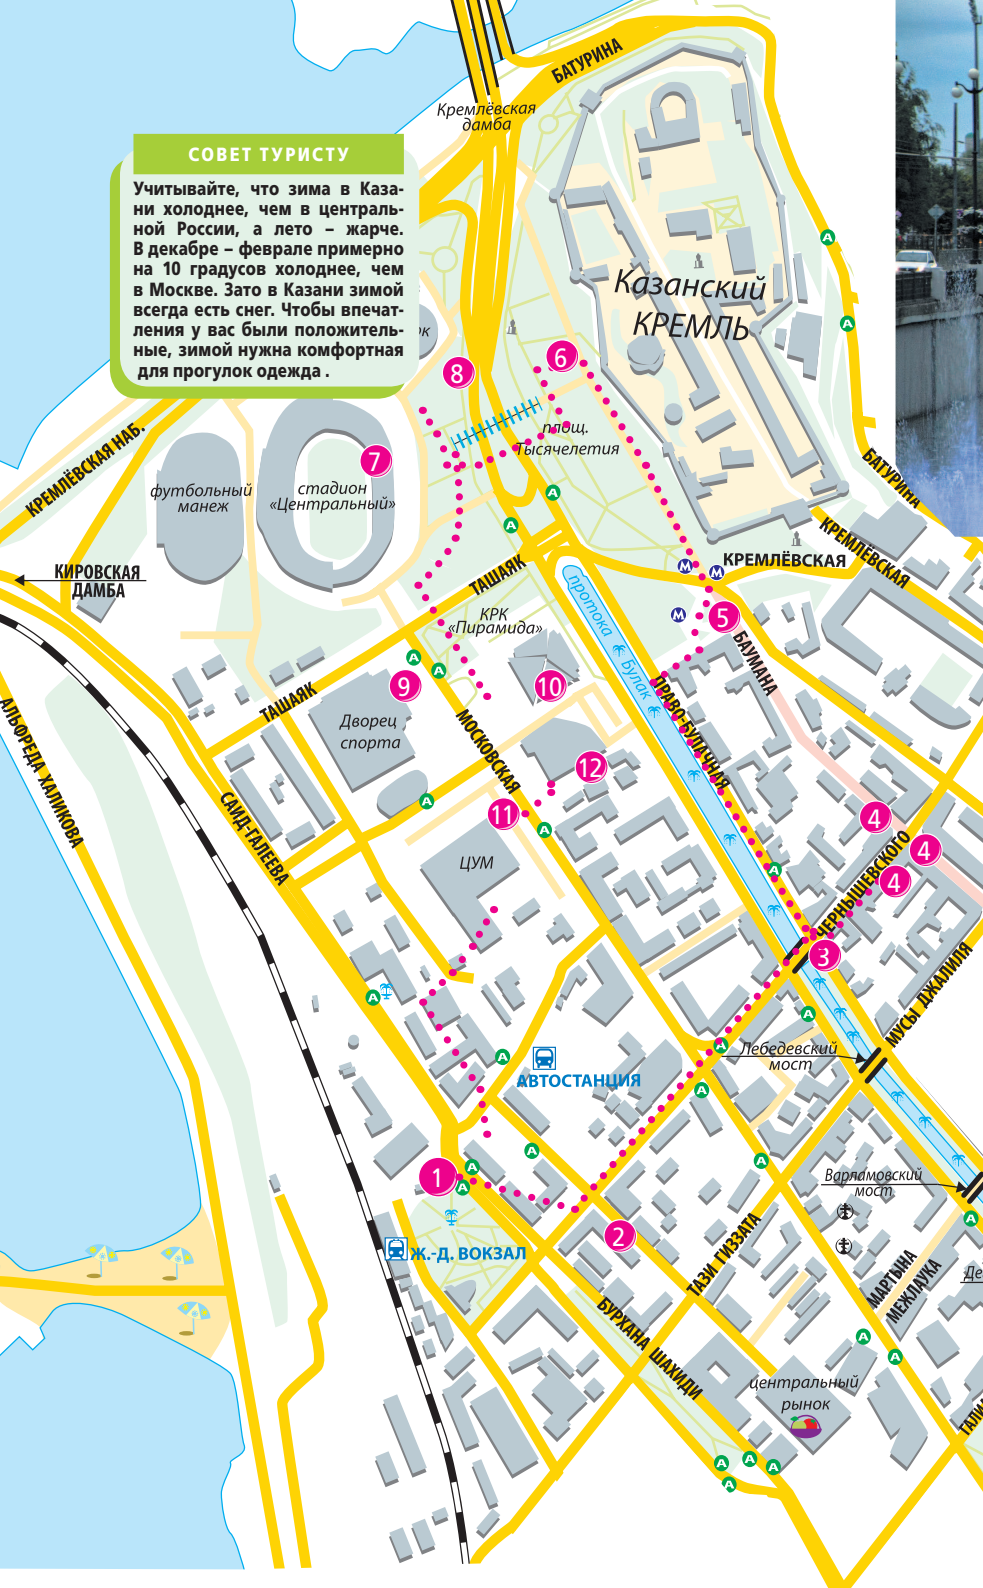 БАТУРИНА
Кремлёвская
дамба
СОВЕТ ТУРИСТУ
Учитывайте, что зима в Каза-
ни холоднее, чем в централь-
ной России, а лето – жарче.
В декабре – феврале примерно
на 10 градусов холоднее, чем
в Москве. Зато в Казани зимой
всегда есть снег. Чтобы впечат-
ления у вас были положитель-
ные, зимой нужна комфортная
для прогулок одежда .
А
Казанский
КРЕМЛЬ
А
8
6
площ.
Тысячелетия
КРЕМЛЁВСКАЯ НАБ.
7
футбольный
манеж
стадион
«Центральный»
БАТУРИНА
А
А
КРЕМЛЁВСКАЯ
КРЕМЛЁВСКАЯ
М
М
М
КИРОВСКАЯ
ДАМБА
ТАШАЯК
протока Булак
КРК
«Пирамида»
5
БАУМАНА
А
А
9
10
ТАШАЯК
Дворец
спорта
МОСКОВСКАЯ
ПРАВО-БУЛАЧНАЯ
АЛЬФРЕДА ХАЛИКОВА
САИД-ГАЛЕЕВА
12
А
11
А
4
4
4
ЦУМ
А
ЧЕРНЫШЕВСКОГО
3
МУСЫ ДЖАЛИЛЯ
А
А
А
Лебедевский
мост
А
АВТОСТАНЦИЯ
А
А
А
1
А
А
Варламовский
мост
А
2
Ж.-Д. ВОКЗАЛ
ТАЗИ ГИЗЗАТА
МАРТЫНА
МЕЖЛАУКА
Де
БУРХАНА ШАХИДИ
А
А
центральный
рынок
А
А
А
А